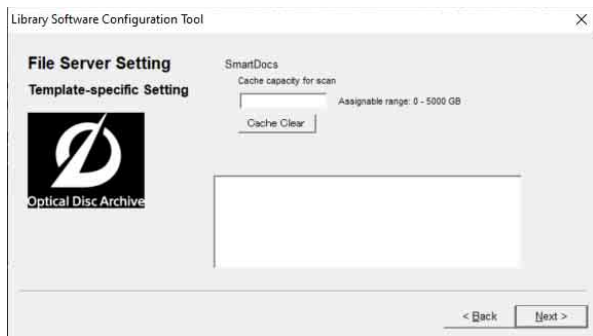 Library Software Configuration Tool
File Server Setting
Template-specific Setting
Optical Disc Archive
SmartDocs
Cache capacity for scan
Assignable range: 0 - 5000 GB
Cache Clear
< Back
Next >